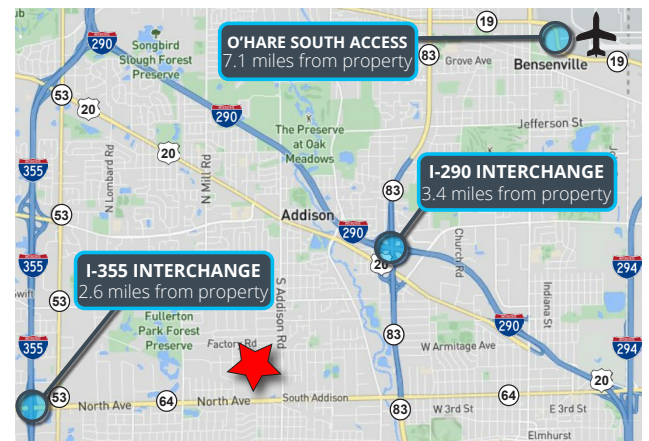 19
290
Songbird
Slough Forest
Preserve
O'HARE SOUTH ACCESS
7.1 miles from property
83
Grove Ave
Bensenville
19
53
20
290
The Preserve
at Oak
Meadows
Jefferson St
20
355
N Lombard Rd
N Mill Rd
I-290 INTERCHANGE
3.4 miles from property
83
53
Addison
290
20
Church Rd
355
I-355 INTERCHANGE
2.6 miles from property
S Addison Rd
294
Indiana St
53
Fullerton
Park Forest
Preserve
290
355
Factory Rd
83
W Armitage Ave
294
20
53
North Ave
64
North Ave
South Addison
83
W 3rd St
64
E 3rd St
Elmhurst